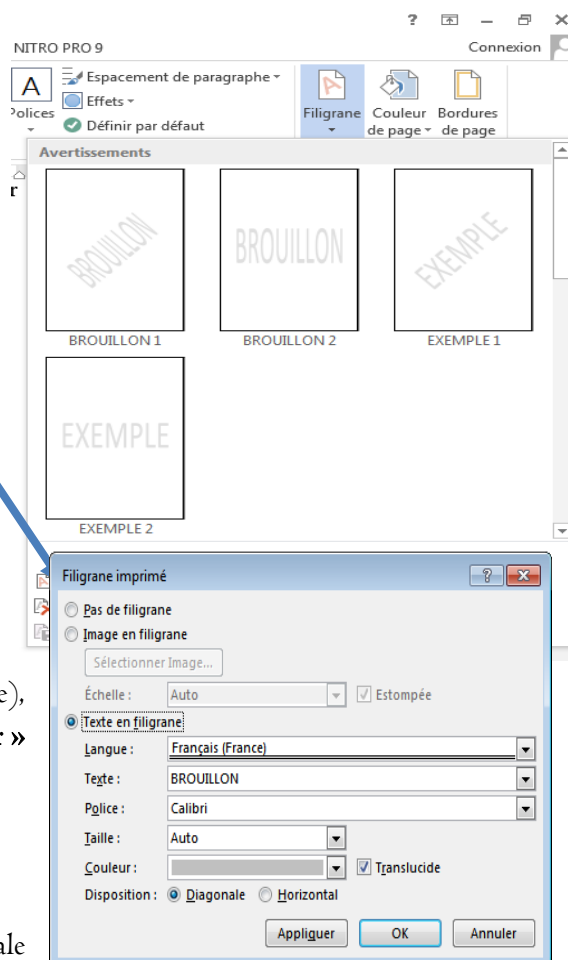 ?
NITRO PRO 9 Connexion
A Espacement de paragraphe
Effets
Polices Définir par défaut
Filigrane Couleur de page Bordures de page
Avertissements
r
BROUILLON BROUILLON EXEMPLE
BROUILLON 1 BROUILLON 2 EXEMPLE 1
EXEMPLE
EXEMPLE 2
Filigrane imprimé ?
Pas de filigrane
Image en filigrane
Sélectionner Image...
e),
Échelle : Auto Estompée
Texte en filigrane
r »
Langue : Français (France)
Texte : BROUILLON
Police : Calibri
Taille : Auto
Couleur : Translucide
Disposition : Diagonale Horizontal
Appliquer OK Annuler
ale